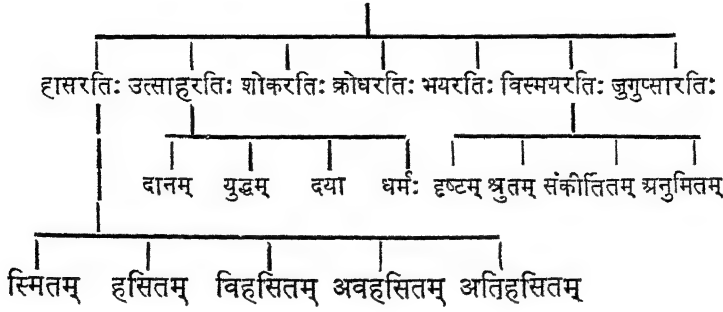 हासरतिः उत्साहरतिः शोकरतिः क्रोधरतिः भयरतिः विस्मयरतिः जुगुप्सारतिः
दानम् युद्धम् दया धर्मः दृष्टम् श्रुतम् संकीर्तितम् अनुमितम्
स्मितम् हसितम् विहसितम् अवहसितम् अतिहसितम्